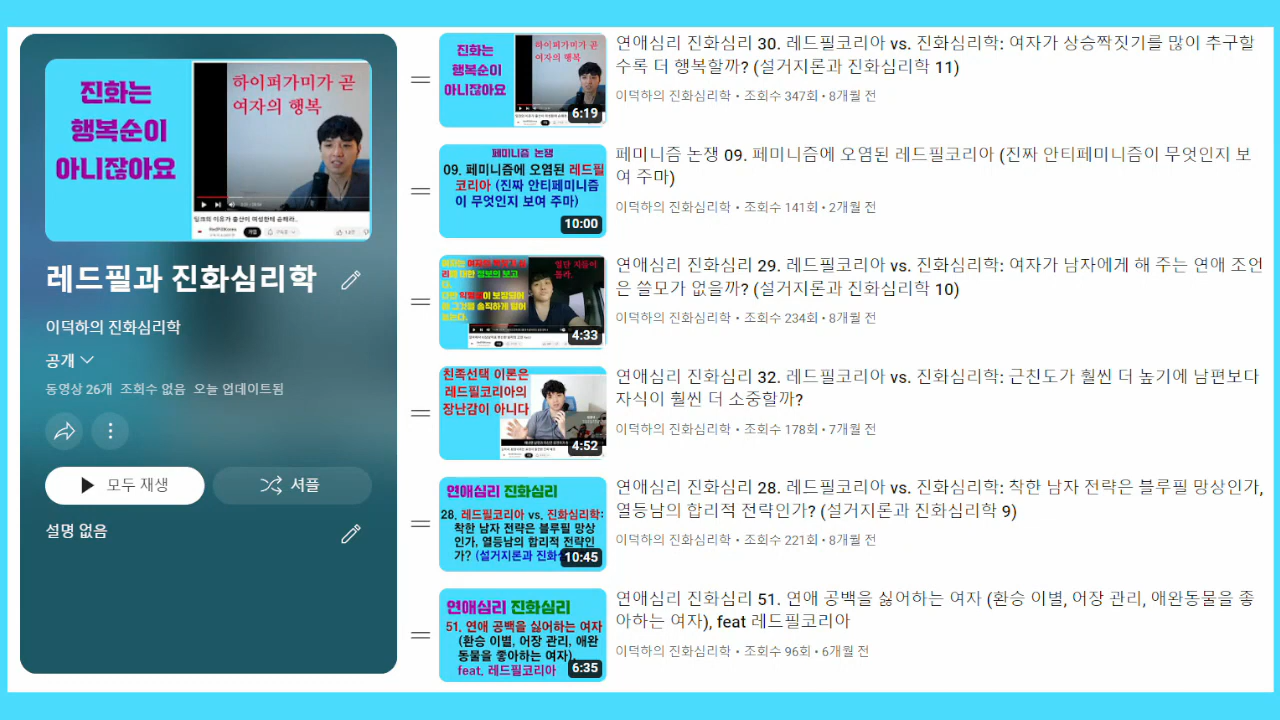 진화는
행복순이
아니잖아요
하이퍼가미가 곧
여자의 행복
레드필과 진화심리학
이덕하의 진화심리학
공개
동영상 26개 조회수 없음 오늘 업데이트됨
모두 재생
셔플
설명 없음
진화는
행복순이
아니잖아요
하이퍼가미가 곧
여자의 행복
6:19
연애심리 진화심리 30. 레드필코리아 vs. 진화심리학: 여자가 상승짝짓기를 많이 추구할
수록 더 행복할까? (설거지론과 진화심리학 11)
이덕하의 진화심리학 • 조회수 347회 • 8개월 전
페미니즘 논쟁
09. 페미니즘에 오염된 레드필
코리아 (진짜 안티페미니즘
이 무엇인지 보여 주마)
10:00
페미니즘 논쟁 09. 페미니즘에 오염된 레드필코리아 (진짜 안티페미니즘이 무엇인지 보
여 주마)
이덕하의 진화심리학 • 조회수 141회 • 2개월 전
4:33
연애심리 진화심리 29. 레드필코리아 vs. 진화심리학: 여자가 남자에게 해 주는 연애 조언
은 쓸모가 없을까? (설거지론과 진화심리학 10)
이덕하의 진화심리학 • 조회수 234회 • 8개월 전
친족선택 이론은
레드필코리아의
장난감이 아니다
4:52
연애심리 진화심리 32. 레드필코리아 vs. 진화심리학: 근친도가 훨씬 더 높기에 남편보다
자식이 훨씬 더 소중할까?
이덕하의 진화심리학 • 조회수 178회 • 7개월 전
연애심리 진화심리
28. 레드필코리아 vs. 진화심리학:
착한 남자 전략은 블루필 망상
인가, 열등남의 합리적 전략인
가? (설거지론과 진화
10:45
연애심리 진화심리 28. 레드필코리아 vs. 진화심리학: 착한 남자 전략은 블루필 망상인가,
열등남의 합리적 전략인가? (설거지론과 진화심리학 9)
이덕하의 진화심리학 • 조회수 221회 • 8개월 전
연애심리 진화심리
51. 연애 공백을 싫어하는 여자
(환승 이별, 어장 관리, 애완
동물을 좋아하는 여자),
feat. 레드필코리아
6:35
연애심리 진화심리 51. 연애 공백을 싫어하는 여자 (환승 이별, 어장 관리, 애완동물을 좋
아하는 여자), feat 레드필코리아
이덕하의 진화심리학 • 조회수 96회 • 6개월 전